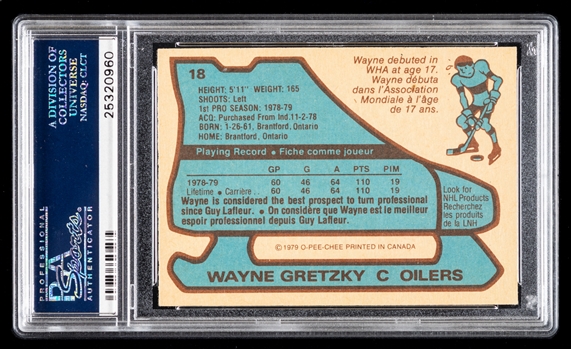 A DIVISION OF
COLLECTORS
UNIVERSE
NASDAQ: CLCT
25320960
PROFESSIONAL
PSA
Sports
AUTHENTICATOR
18
HEIGHT: 5'11" WEIGHT: 165
SHOOTS: Left
1st PRO SEASON: 1978-79
ACQ: Purchased From Ind.11-2-78
BORN: 1-26-61, Brantford, Ontario
HOME: Brantford, Ontario
Wayne debuted in
WHA at age 17.
Wayne débuta
dans l'Association
Mondiale à l'âge
de 17 ans.
Playing Record • Fiche comme joueur
GP G A PTS PIM
1978-79 60 46 64 110 19
Lifetime • Carrière 60 46 64 110 19
Wayne is considered the best prospect to turn professional
since Guy Lafleur. • On considère que Wayne est le meilleur
espoir professionel depuis Guy Lafleur.
Look for
NHL Products
Recherchez
les produits
de la LNH
©1979 O-PEE-CHEE PRINTED IN CANADA
WAYNE GRETZKY C OILERS